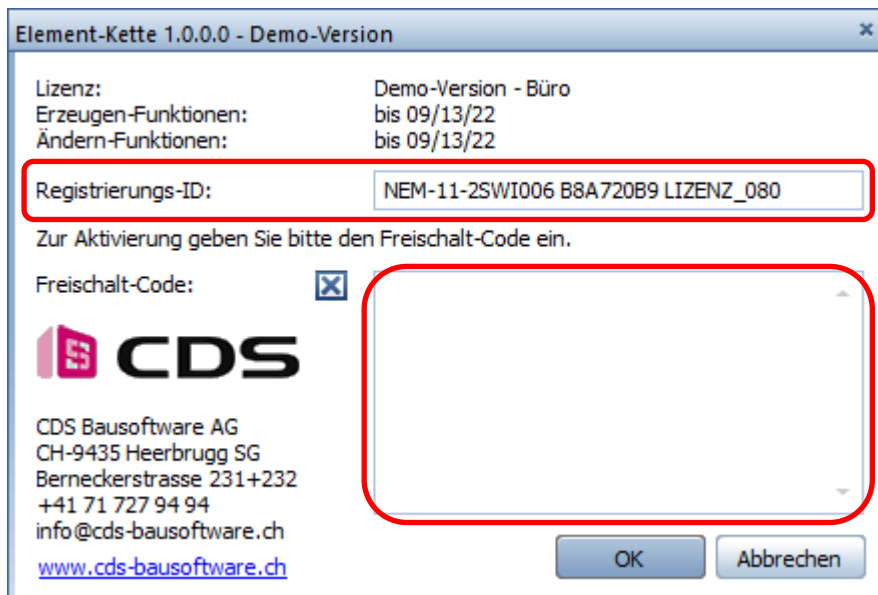 Element-Kette 1.0.0.0 - Demo-Version
Lizenz: Demo-Version - Büro
Erzeugen-Funktionen: bis 09/13/22
Ändern-Funktionen: bis 09/13/22
Registrierungs-ID: NEM-11-2SWI006 B8A720B9 LIZENZ_080
Zur Aktivierung geben Sie bitte den Freischalt-Code ein.
Freischalt-Code:
CDS
CDS Bausoftware AG
CH-9435 Heerbrugg SG
Berneckerstrasse 231+232
+41 71 727 94 94
info@cds-bausoftware.ch
www.cds-bausoftware.ch
OK Abbrechen